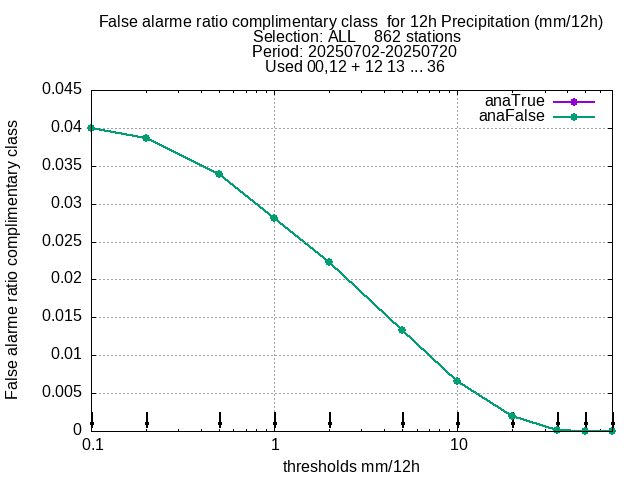 False alarme ratio complimentary class  for 12h Precipitation (mm/12h)
Selection: ALL    862 stations
Period: 20250702-20250720
Used 00,12 + 12 13 ... 36
anaTrue
anaFalse
False alarme ratio complimentary class
0.045
0.04
0.035
0.03
0.025
0.02
0.015
0.01
0.005
0
0.1 1 10
thresholds mm/12h